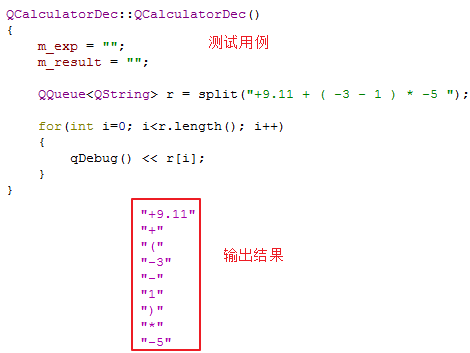 QCalculatorDec::QCalculatorDec()
{
    m_exp = "";
    m_result = "";
测试用例
    QQueue<QString> r = split("+9.11 + ( -3 - 1 ) * -5 ");
    for(int i=0; i<r.length(); i++)
    {
        qDebug() << r[i];
    }
}
"+9.11"
"+"
"("
"-3"
"-"
"1"
")"
"*"
"-5"
输出结果